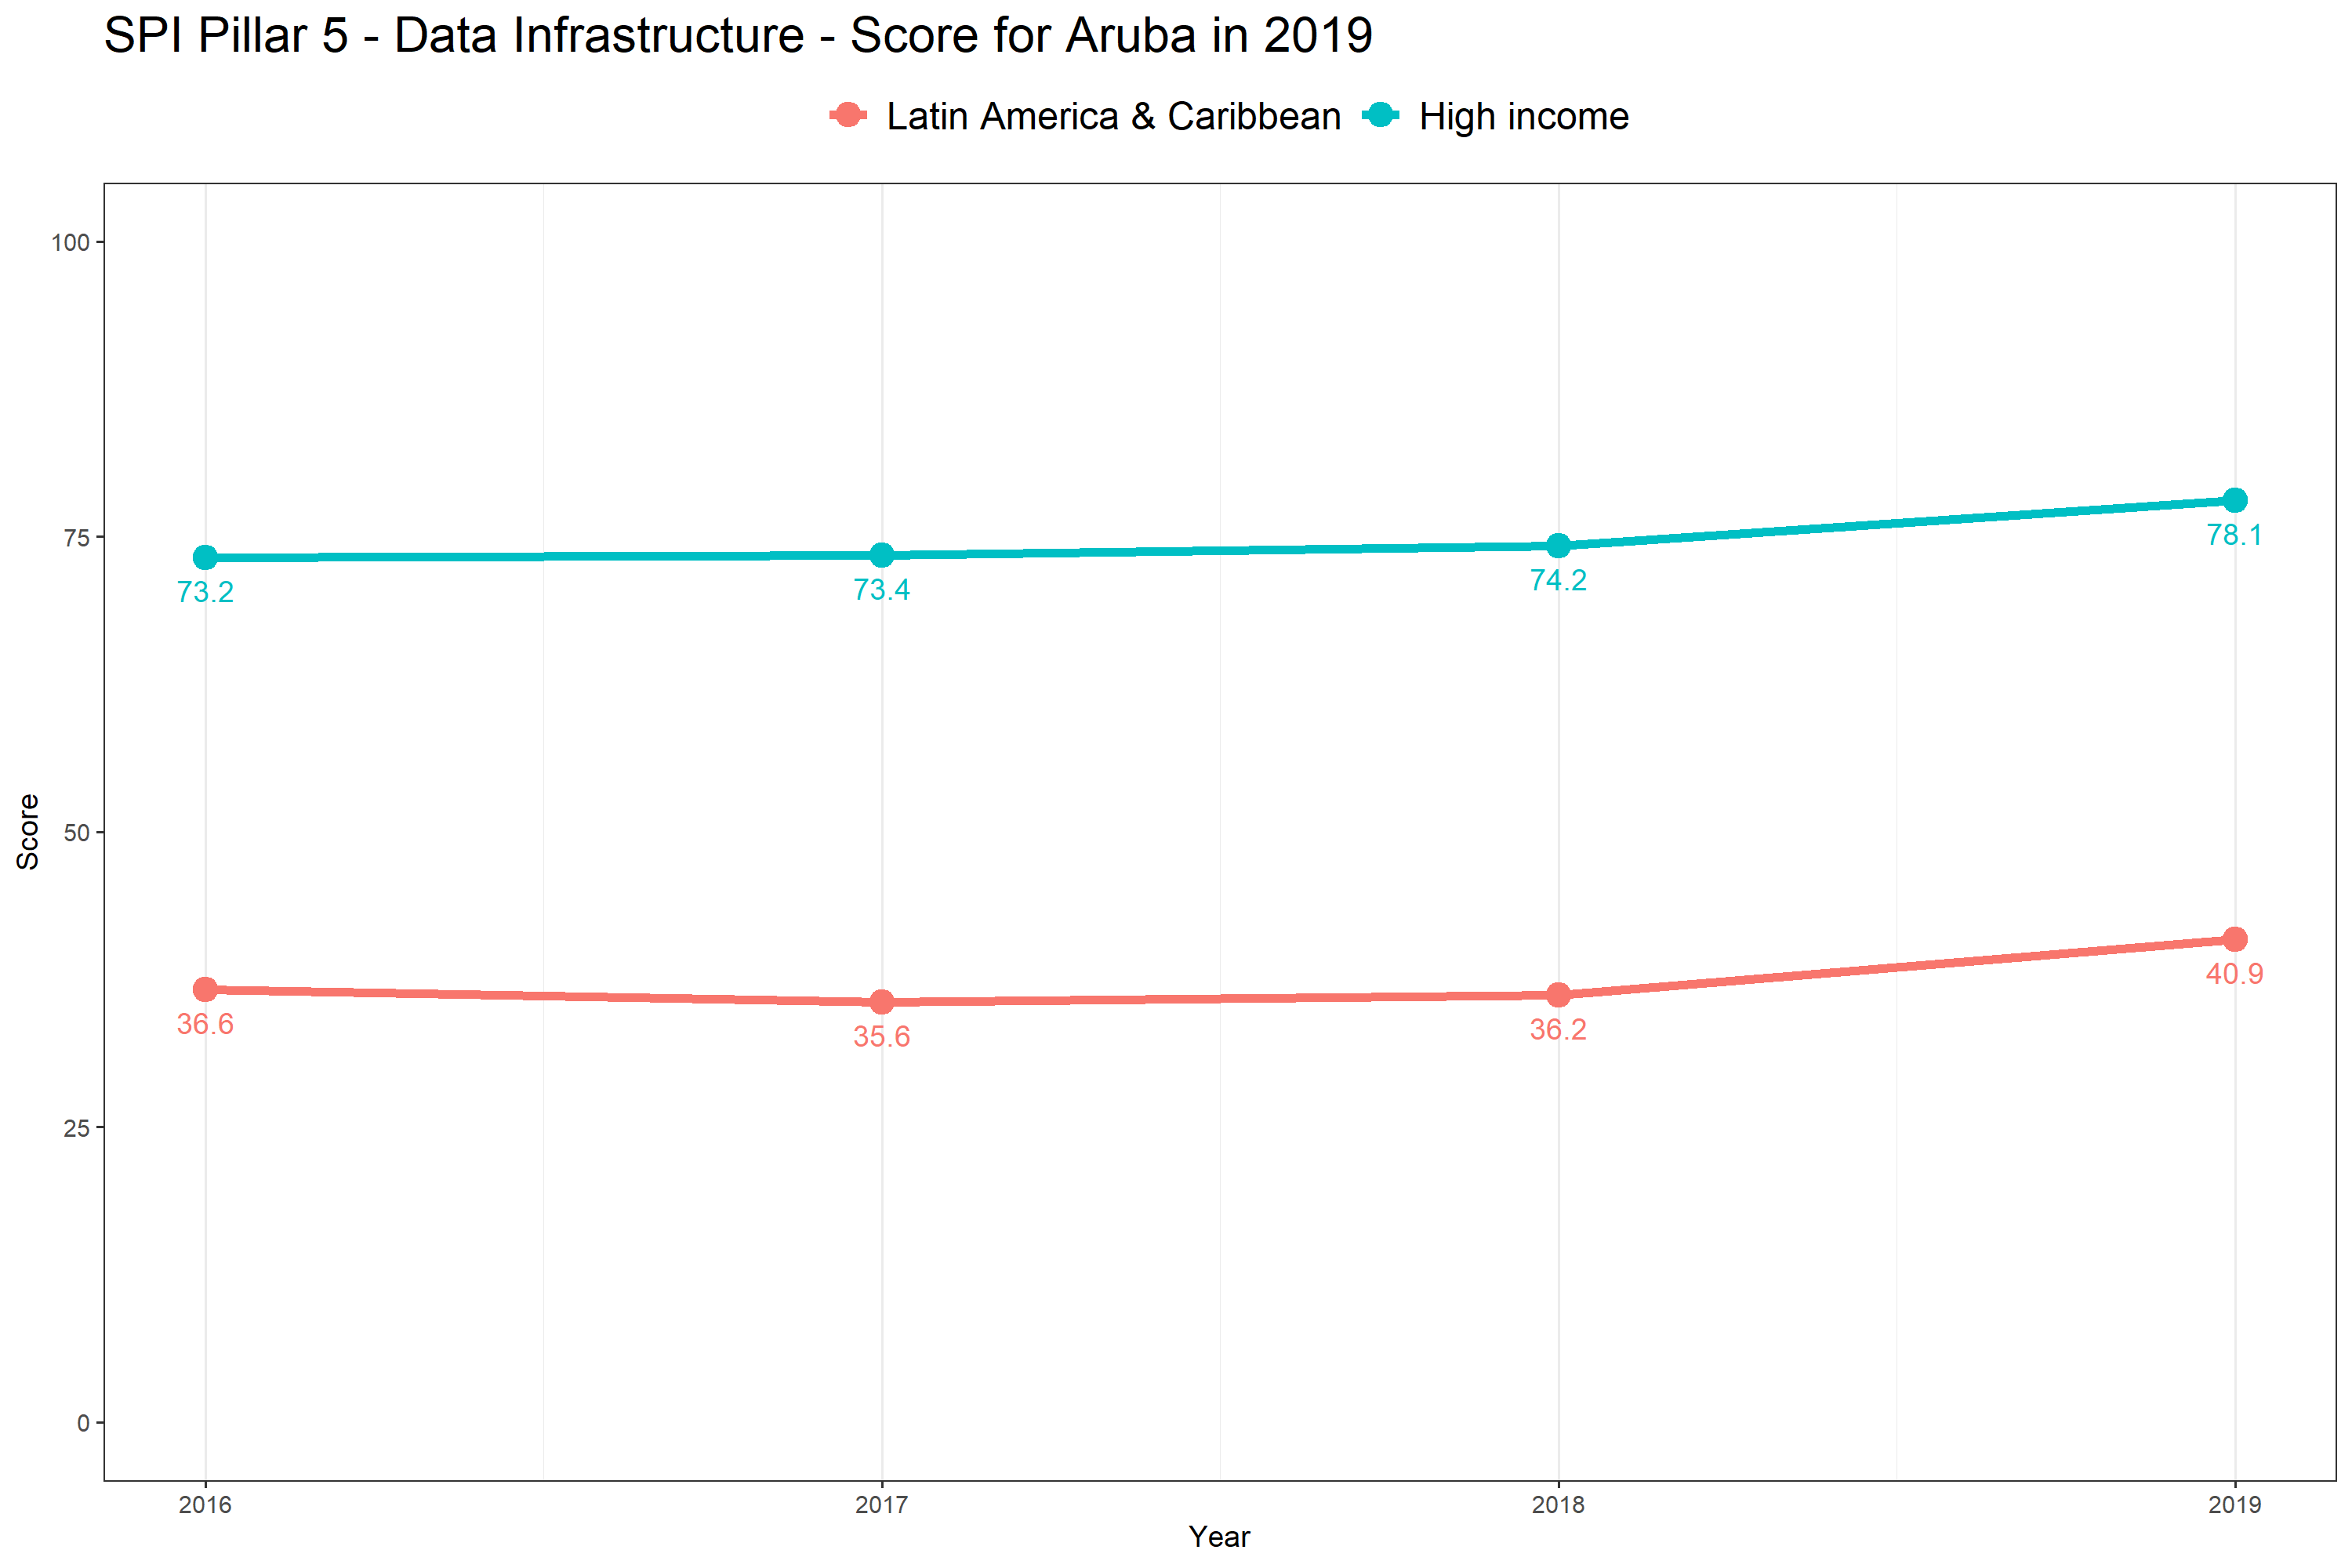 SPI Pillar 5 - Data Infrastructure - Score for Aruba in 2019
Latin America & Caribbean High income
100
75
50
25
0
Score
73.2 73.4 74.2 78.1
36.6 35.6 36.2 40.9
2016 2017 2018 2019
Year